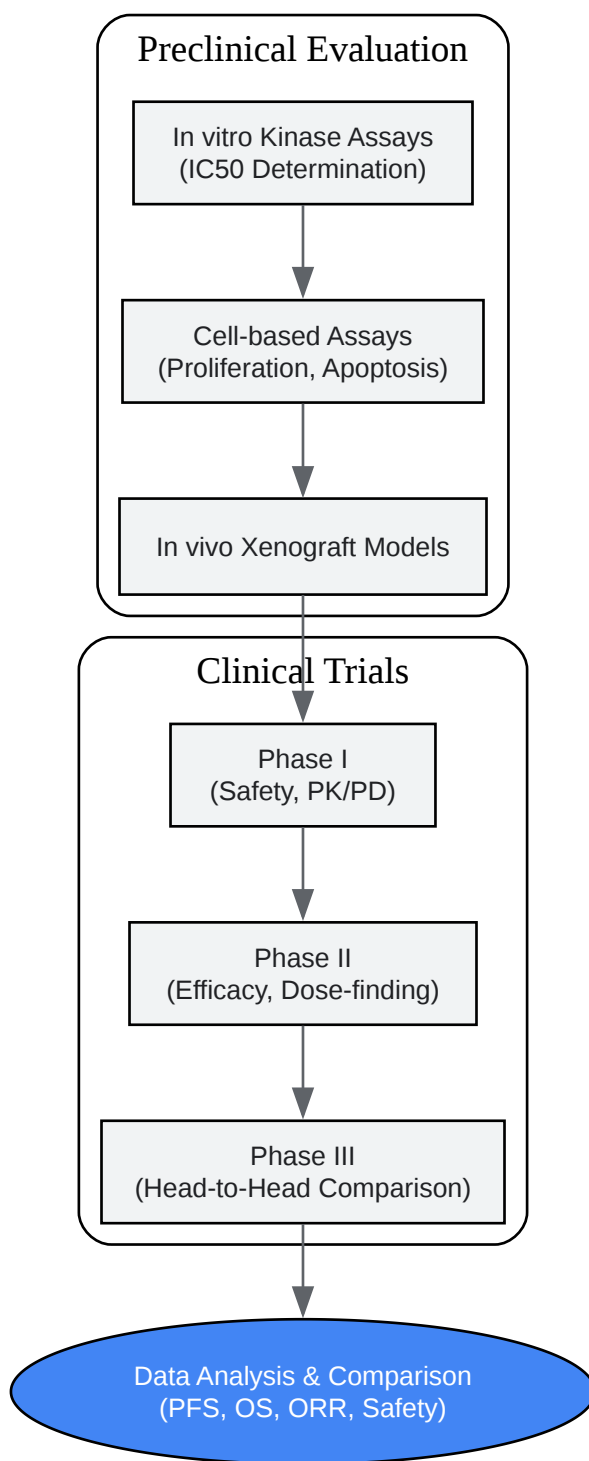 Preclinical Evaluation
In vitro Kinase Assays
(IC50 Determination)
Cell-based Assays
(Proliferation, Apoptosis)
In vivo Xenograft Models
Clinical Trials
Phase I
(Safety, PK/PD)
Phase II
(Efficacy, Dose-finding)
Phase III
(Head-to-Head Comparison)
Data Analysis & Comparison
(PFS, OS, ORR, Safety)